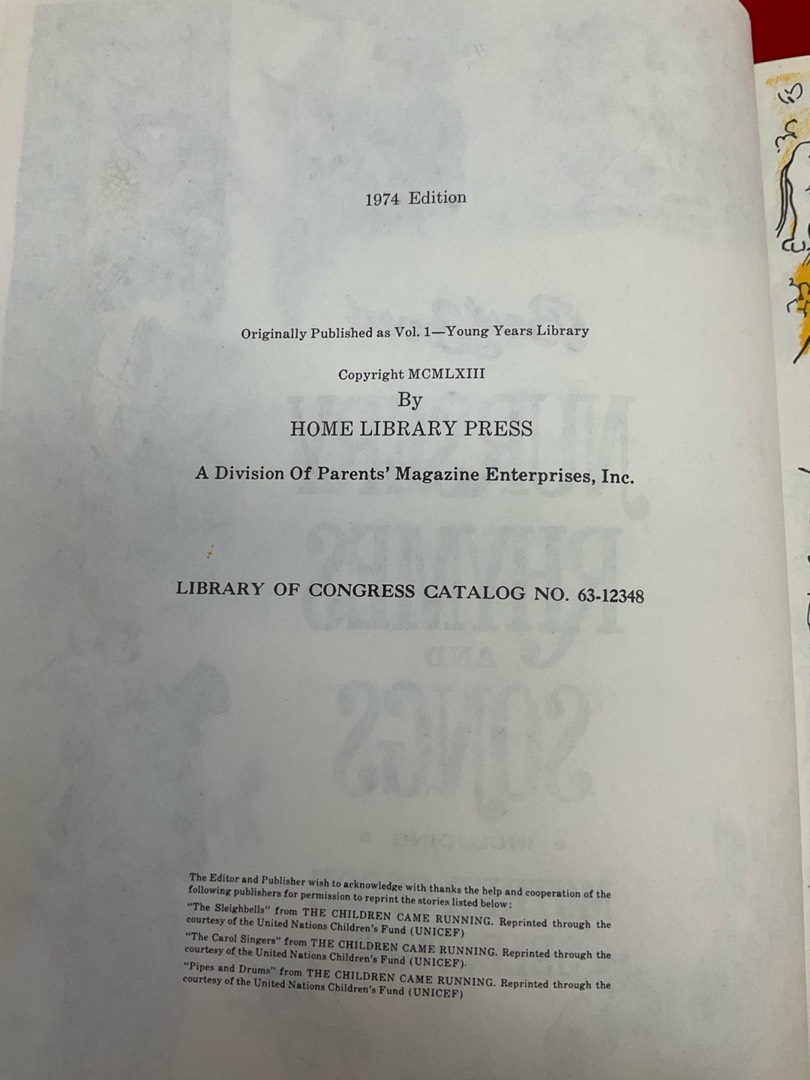 1974 Edition
Originally Published as Vol. 1—Young Years Library
Copyright MCMLXIII
By
HOME LIBRARY PRESS
A Division Of Parents' Magazine Enterprises, Inc.
LIBRARY OF CONGRESS CATALOG NO. 63-12348
The Editor and Publisher wish to acknowledge with thanks the help and cooperation of the
following publishers for permission to reprint the stories listed below:
"The Sleighbells" from THE CHILDREN CAME RUNNING. Reprinted through the
courtesy of the United Nations Children's Fund (UNICEF)
"The Carol Singers" from THE CHILDREN CAME RUNNING. Reprinted through the
courtesy of the United Nations Children's Fund (UNICEF).
"Pipes and Drums" from THE CHILDREN CAME RUNNING. Reprinted through the
courtesy of the United Nations Children's Fund (UNICEF)